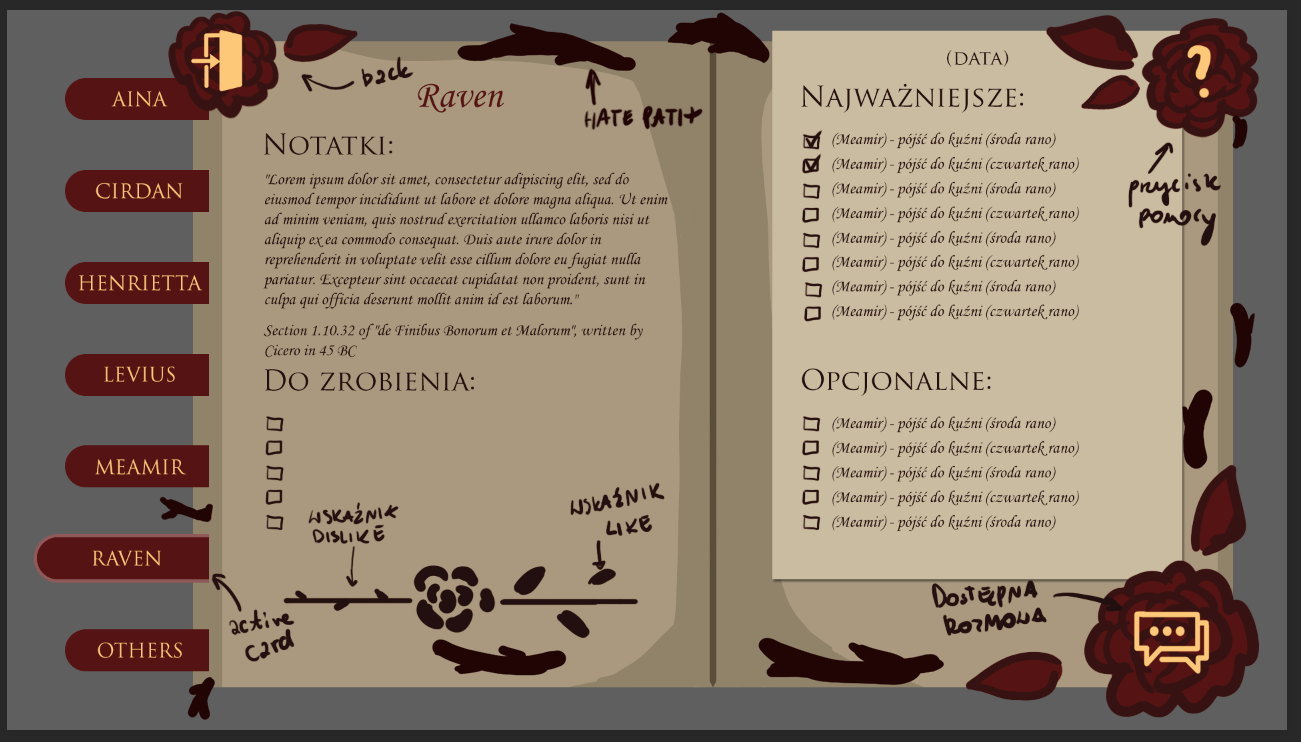 AINA
CIRDAN
HENRIETTA
LEVIUS
MEAMIR
RAVEN
OTHERS
back
HATE PATH
active
card
Raven
NOTATKI:
"Lorem ipsum dolor sit amet, consectetur adipiscing elit, sed do
eiusmod tempor incididunt ut labore et dolore magna aliqua. Ut enim
ad minim veniam, quis nostrud exercitation ullamco laboris nisi ut
aliquip ex ea commodo consequat. Duis aute irure dolor in
reprehenderit in voluptate velit esse cillum dolore eu fugiat nulla
pariatur. Excepteur sint occaecat cupidatat non proident, sunt in
culpa qui officia deserunt mollit anim id est laborum."
Section 1.10.32 of "de Finibus Bonorum et Malorum", written by
Cicero in 45 BC
DO ZROBIENIA:
WSKAŹNIK
DISLIKE
WSKAŹNIK
LIKE
(DATA)
NAJWAŻNIEJSZE:
(Meamir) - pójść do kuźni (środa rano)
(Meamir) - pójść do kuźni (czwartek rano)
(Meamir) - pójść do kuźni (środa rano)
(Meamir) - pójść do kuźni (czwartek rano)
(Meamir) - pójść do kuźni (środa rano)
(Meamir) - pójść do kuźni (czwartek rano)
(Meamir) - pójść do kuźni (środa rano)
(Meamir) - pójść do kuźni (czwartek rano)
OPCJONALNE:
(Meamir) - pójść do kuźni (środa rano)
(Meamir) - pójść do kuźni (czwartek rano)
(Meamir) - pójść do kuźni (środa rano)
(Meamir) - pójść do kuźni (czwartek rano)
(Meamir) - pójść do kuźni (środa rano)
?
przycisk
pomocy
DOSTĘPNA
ROZMOWA